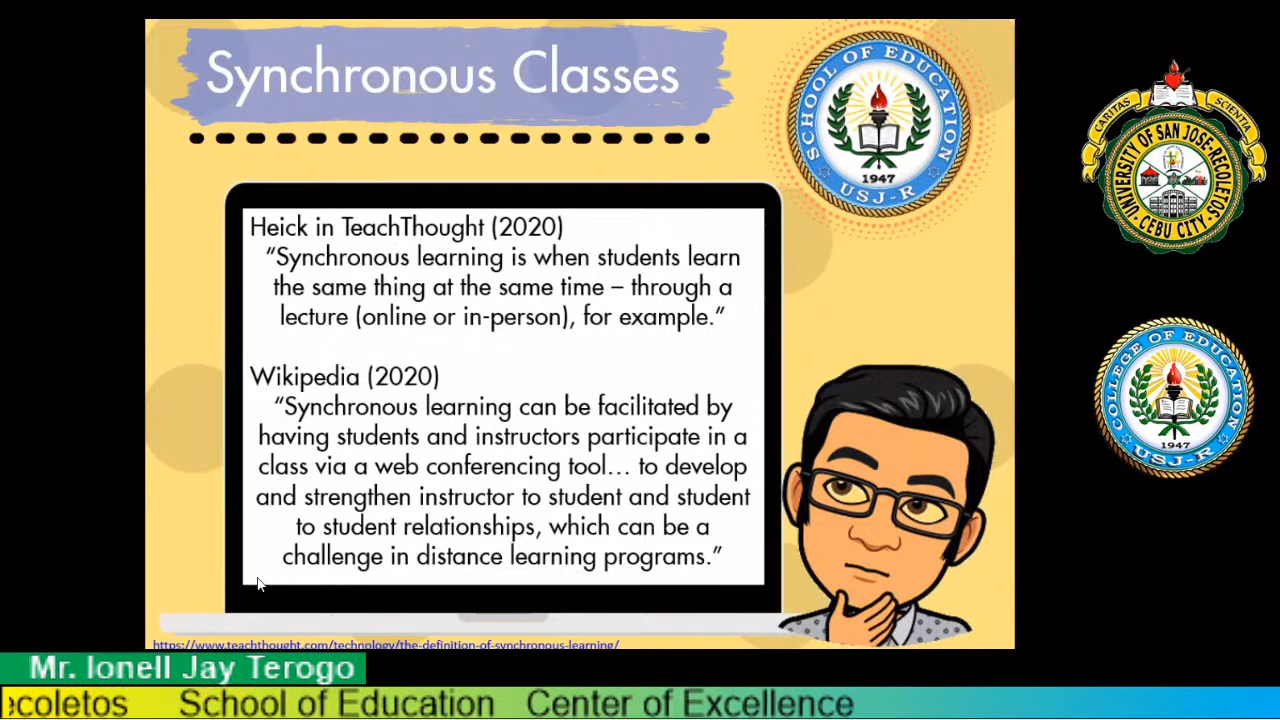 Synchronous Classes
SCHOOL OF EDUCATION
1947
USJ-R
CARITAS
SCIENTIA
UNIVERSITY OF SAN JOSE-RECOLETOS
CEBU CITY
Heick in TeachThought (2020)
“Synchronous learning is when students learn
the same thing at the same time – through a
lecture (online or in-person), for example.”
Wikipedia (2020)
“Synchronous learning can be facilitated by
having students and instructors participate in a
class via a web conferencing tool… to develop
and strengthen instructor to student and student
to student relationships, which can be a
challenge in distance learning programs.”
COLLEGE OF EDUCATION
1947
USJ-R
https://www.teachthought.com/technology/the-definition-of-synchronous-learning/
Mr. Ionell Jay Terogo
ecoletos School of Education Center of Excellence